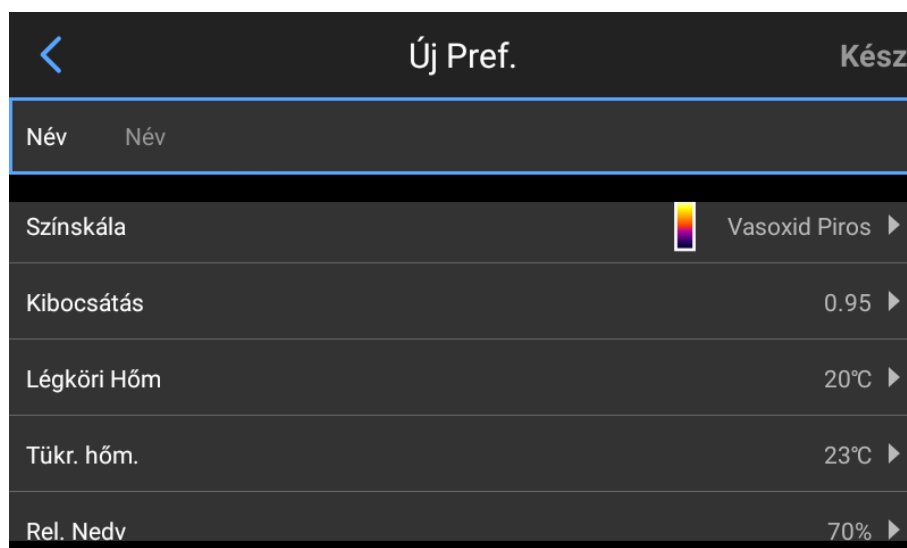 Új Pref.
Kész
Név Név
Színskála Vasoxid Piros
Kibocsátás 0.95
Légköri Hőm 20℃
Tükr. hőm. 23℃
Rel. Nedv 70%